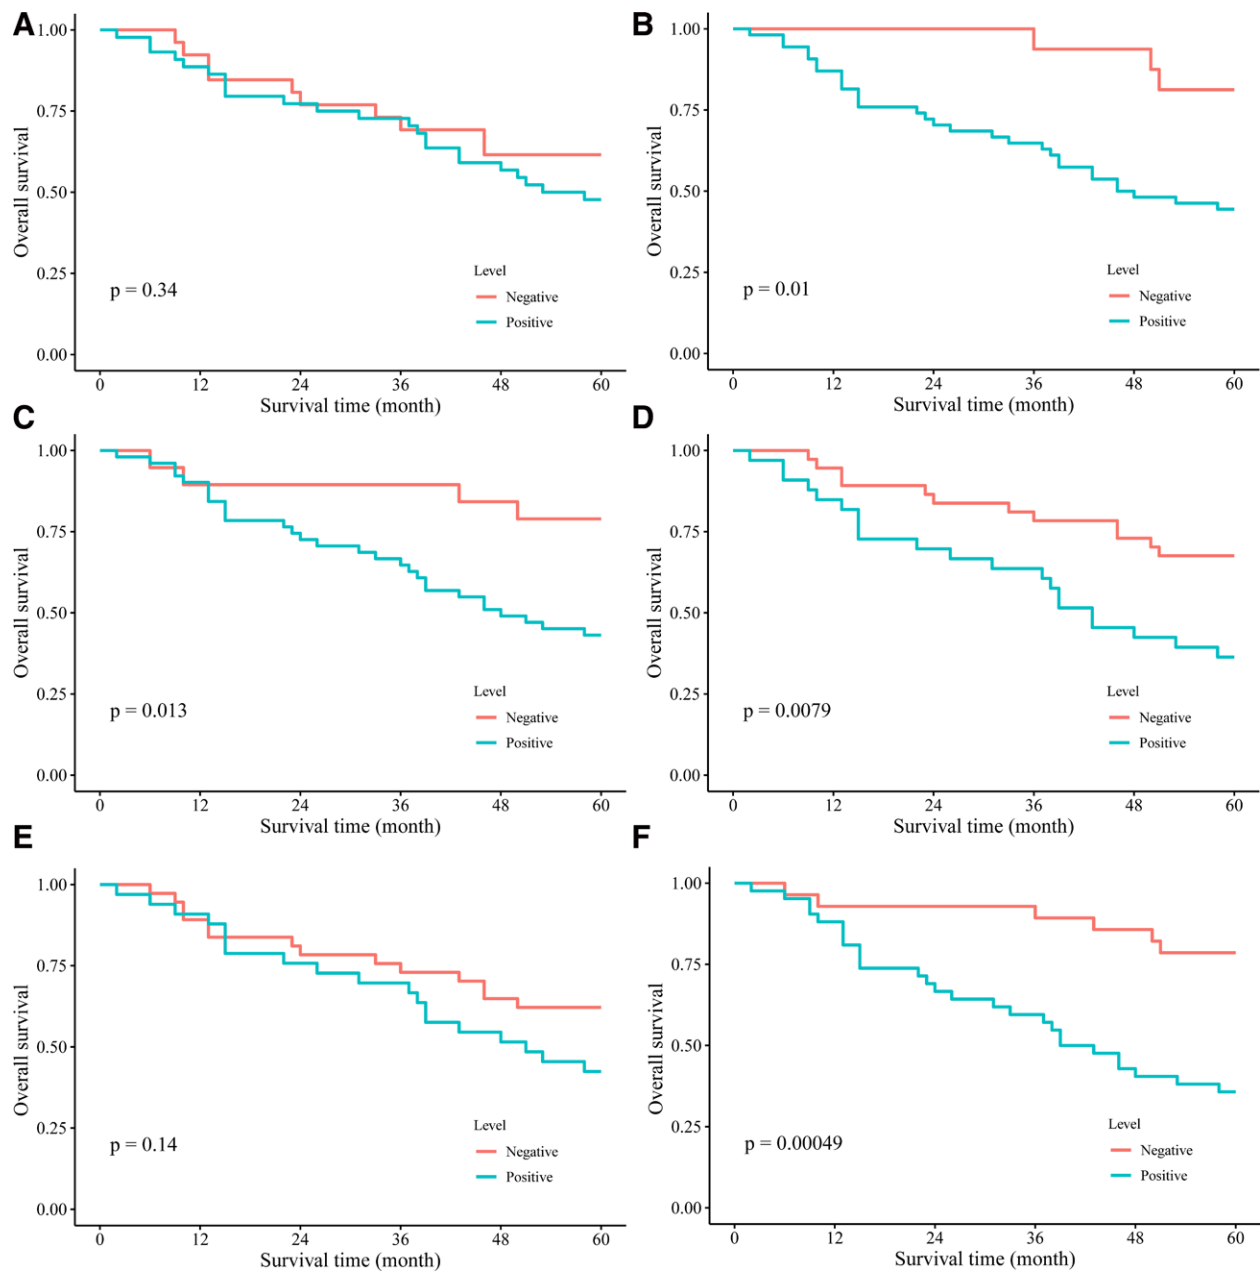 A
1.00
0.75
0.50
0.25
0.00
Overall survival
p = 0.34
Level
Negative
Positive
0 12 24 36 48 60
Survival time (month)
B
1.00
0.75
0.50
0.25
0.00
Overall survival
p = 0.01
Level
Negative
Positive
0 12 24 36 48 60
Survival time (month)
C
1.00
0.75
0.50
0.25
0.00
Overall survival
p = 0.013
Level
Negative
Positive
0 12 24 36 48 60
Survival time (month)
D
1.00
0.75
0.50
0.25
0.00
Overall survival
p = 0.0079
Level
Negative
Positive
0 12 24 36 48 60
Survival time (month)
E
1.00
0.75
0.50
0.25
0.00
Overall survival
p = 0.14
Level
Negative
Positive
0 12 24 36 48 60
Survival time (month)
F
1.00
0.75
0.50
0.25
0.00
Overall survival
p = 0.00049
Level
Negative
Positive
0 12 24 36 48 60
Survival time (month)